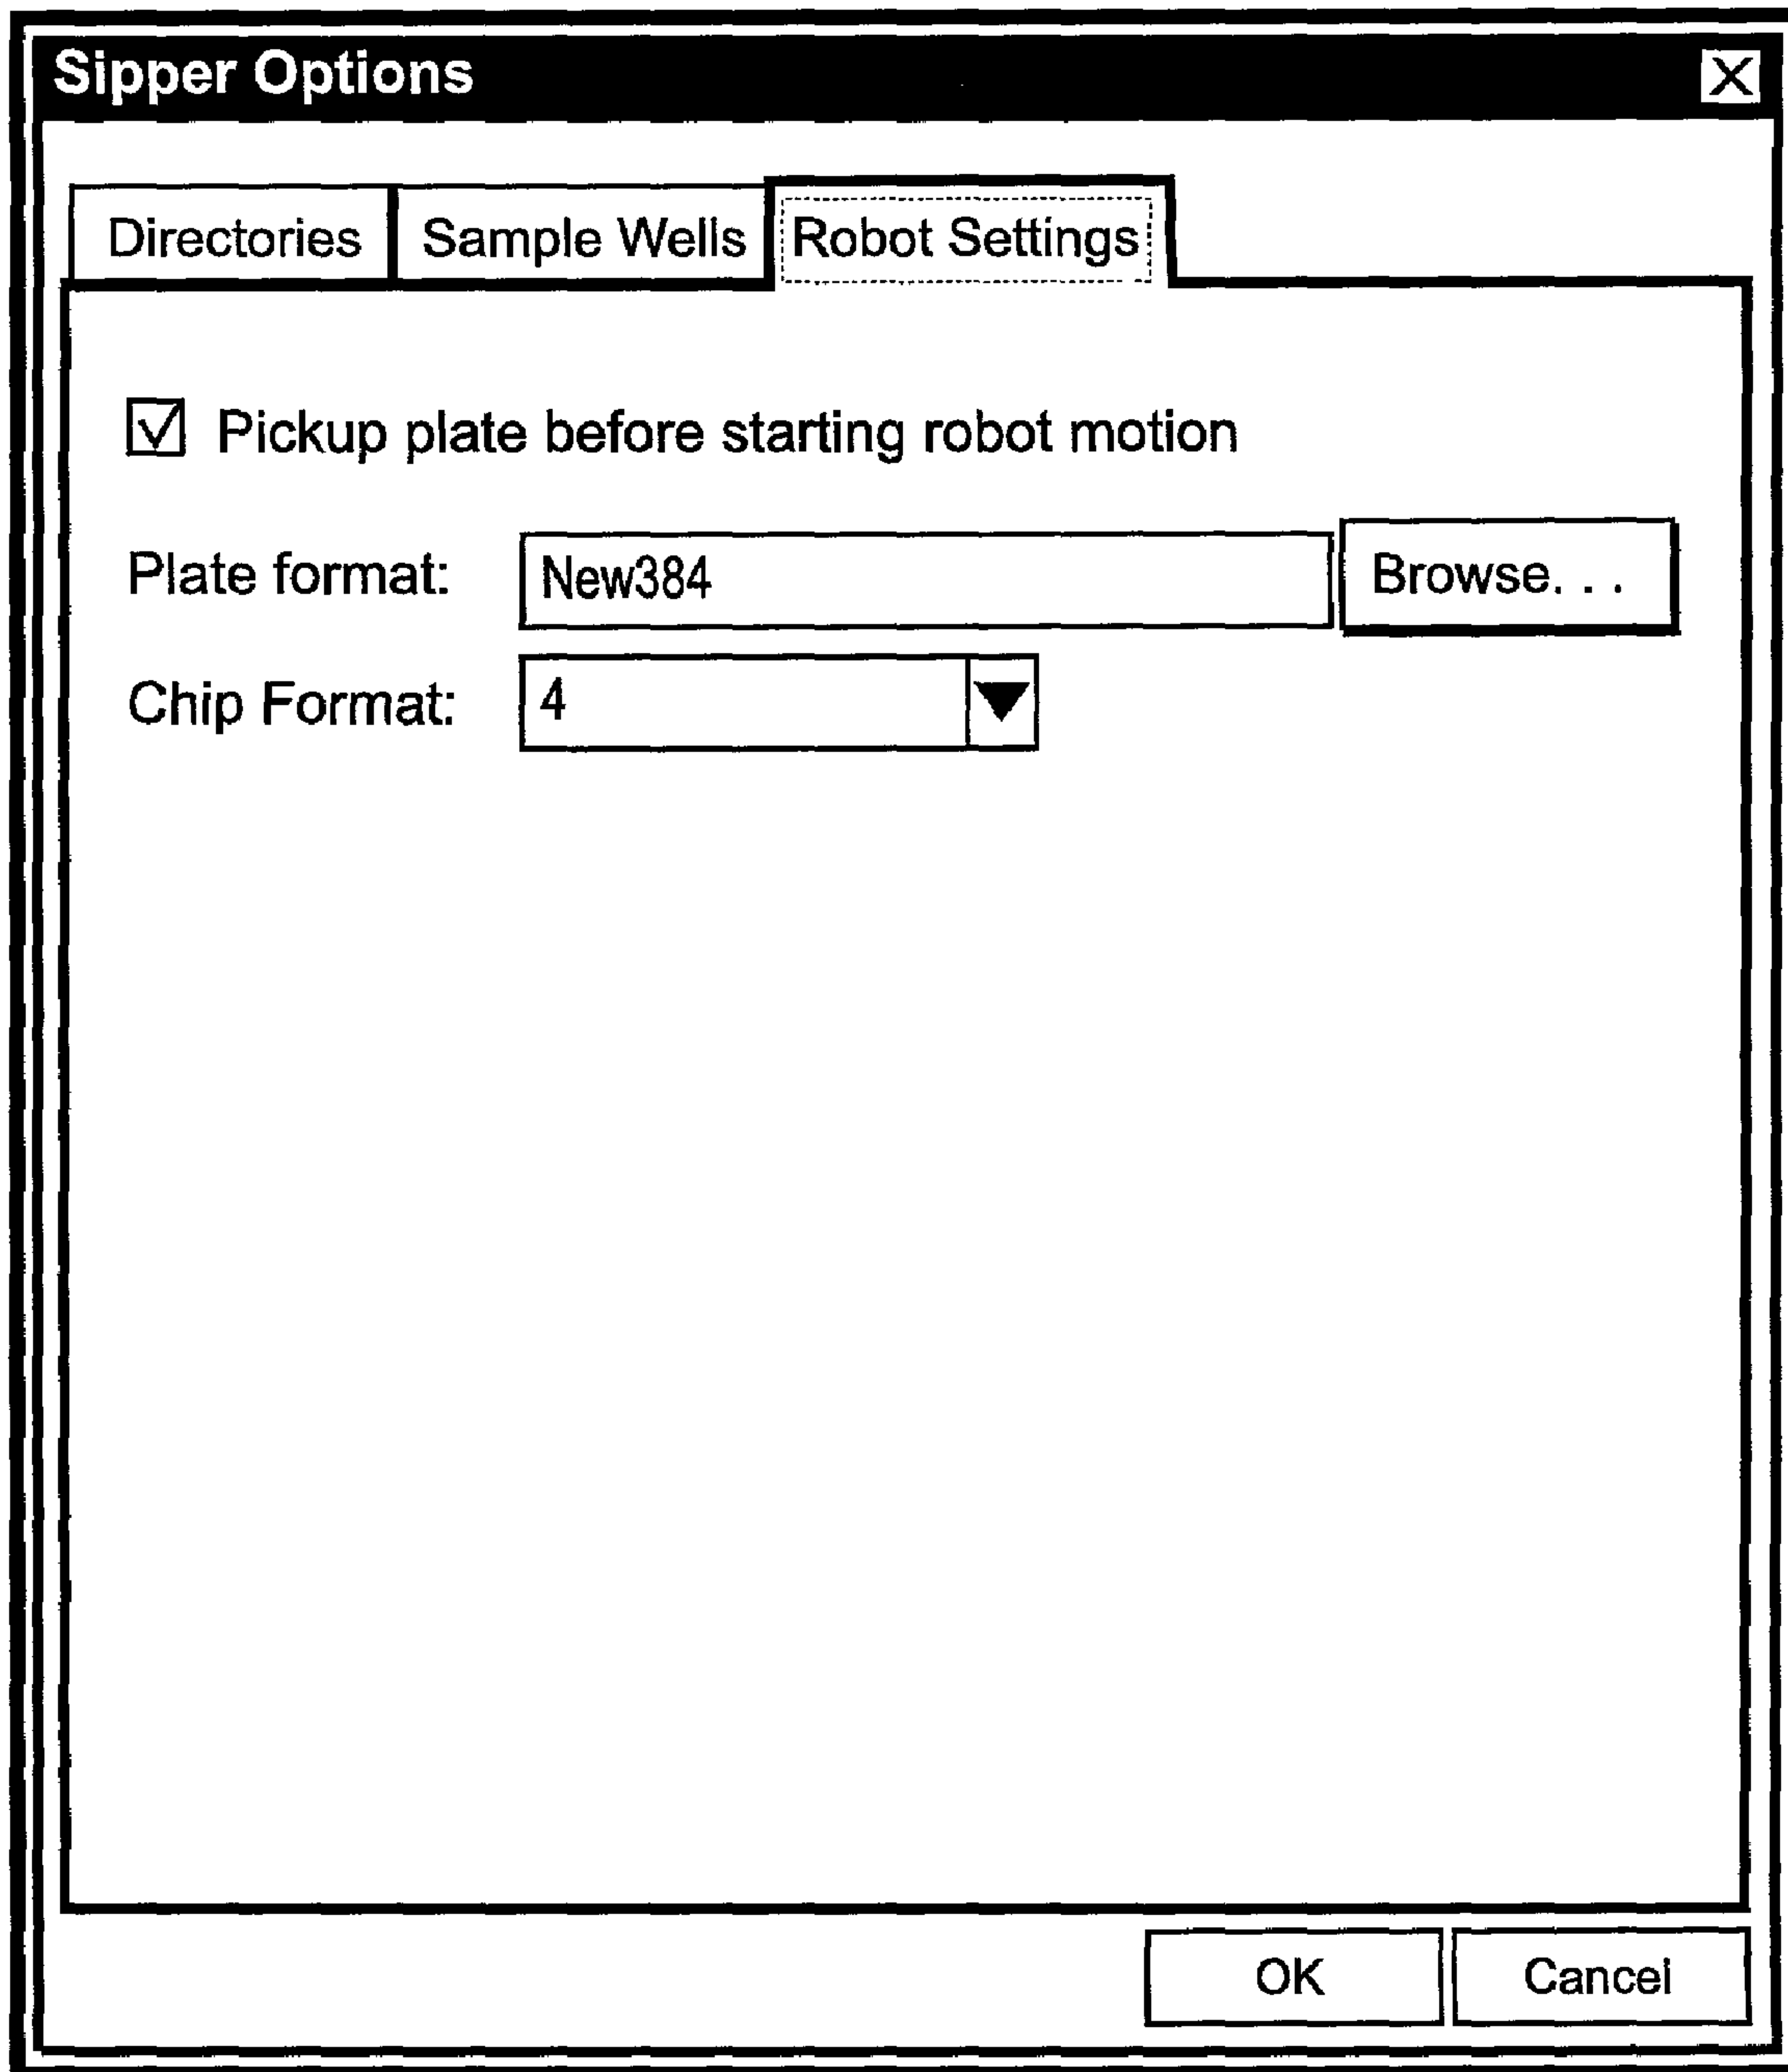 Sipper Options
Directories Sample Wells Robot Settings
Pickup plate before starting robot motion
Plate format: New384 Browse. . .
Chip Format: 4
OK Cancel